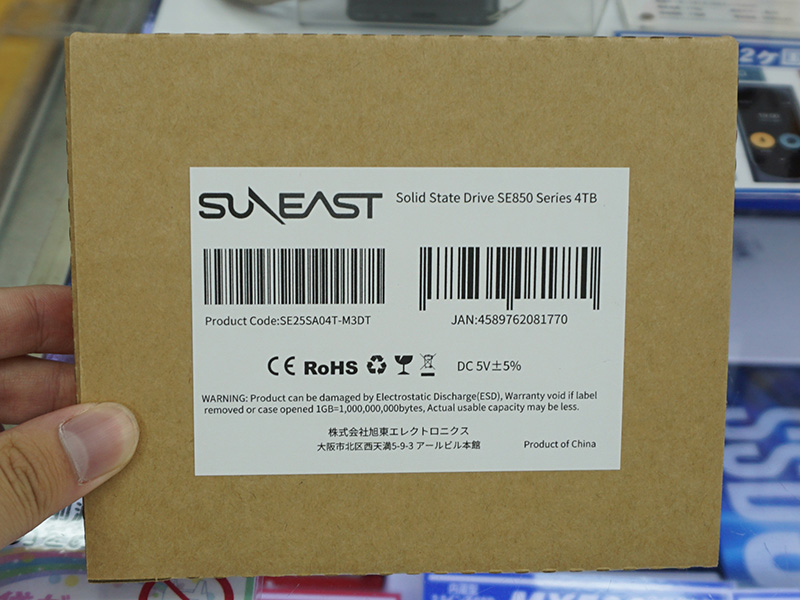 SUNEAST
Solid State Drive SE850 Series 4TB
Product Code:SE25SA04T-M3DT
JAN:4589762081770
CE RoHS DC 5V±5%
WARNING: Product can be damaged by Electrostatic Discharge(ESD), Warranty void if label
removed or case opened 1GB=1,000,000,000bytes, Actual usable capacity may be less.
株式会社旭東エレクトロニクス
大阪市北区西天満5-9-3 アールビル本館
Product of China
2ケ
SSD